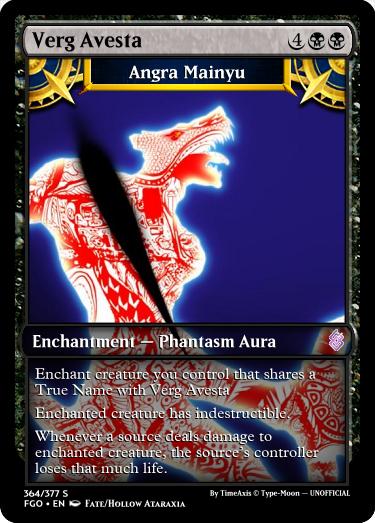 Verg Avesta 4
Angra Mainyu
Enchantment — Phantasm Aura
Enchant creature you control that shares a
True Name with Verg Avesta
Enchanted creature has indestructible.
Whenever a source deals damage to
enchanted creature, the source's controller
loses that much life.
364/377 S
FGO • EN Fate/Hollow Ataraxia
By TimeAxis © Type-Moon — UNOFFICIAL